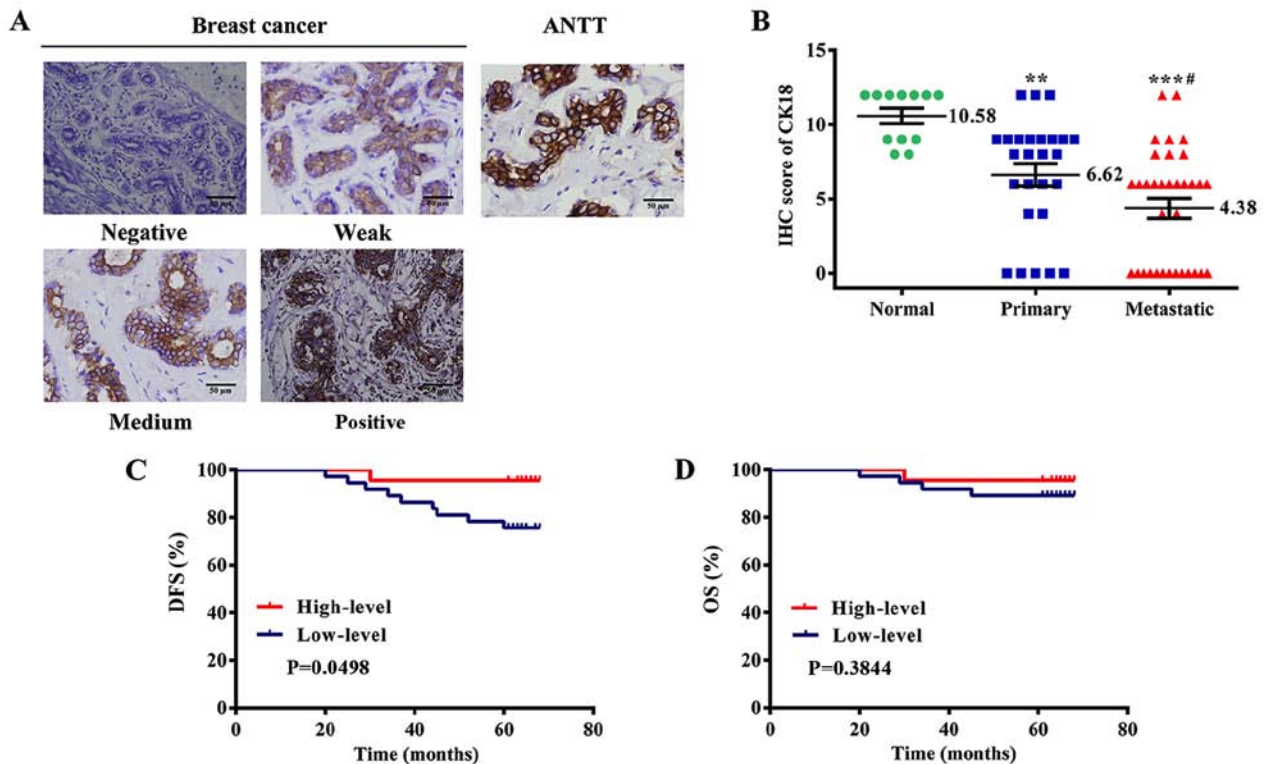 A
Breast cancer
ANTT
50 μm
50 μm
50 μm
Negative
Weak
50 μm
50 μm
Medium
Positive
B
IHC score of CK18
15
10
5
0
**
***#
10.58
6.62
4.38
Normal
Primary
Metastatic
C
DFS (%)
100
80
60
40
20
0
High-level
Low-level
P=0.0498
0
20
40
60
80
Time (months)
D
OS (%)
100
80
60
40
20
0
High-level
Low-level
P=0.3844
0
20
40
60
80
Time (months)